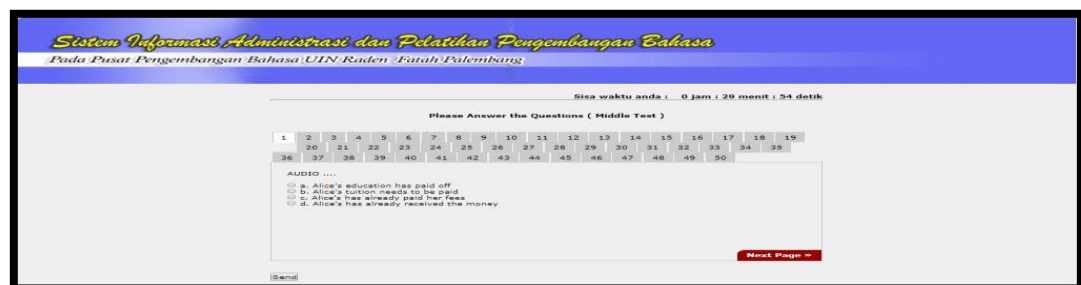 Sistem Informasi Administrasi dan Pelatihan Pengembangan Bahasa
Pada Pusat Pengembangan Bahasa UIN Raden Fatah Palembang
Sisa waktu anda : 0 jam : 29 menit : 54 detik
Please Answer the Questions ( Middle Test )
1 2 3 4 5 6 7 8 9 10 11 12 13 14 15 16 17 18 19
20 21 22 23 24 25 26 27 28 29 30 31 32 33 34 35
36 37 38 39 40 41 42 43 44 45 46 47 48 49 50
AUDIO ....
a. Alice's education has paid off
b. Alice's tuition needs to be paid
c. Alice's has already paid her fees
d. Alice's has already received the money
Next Page »
Send